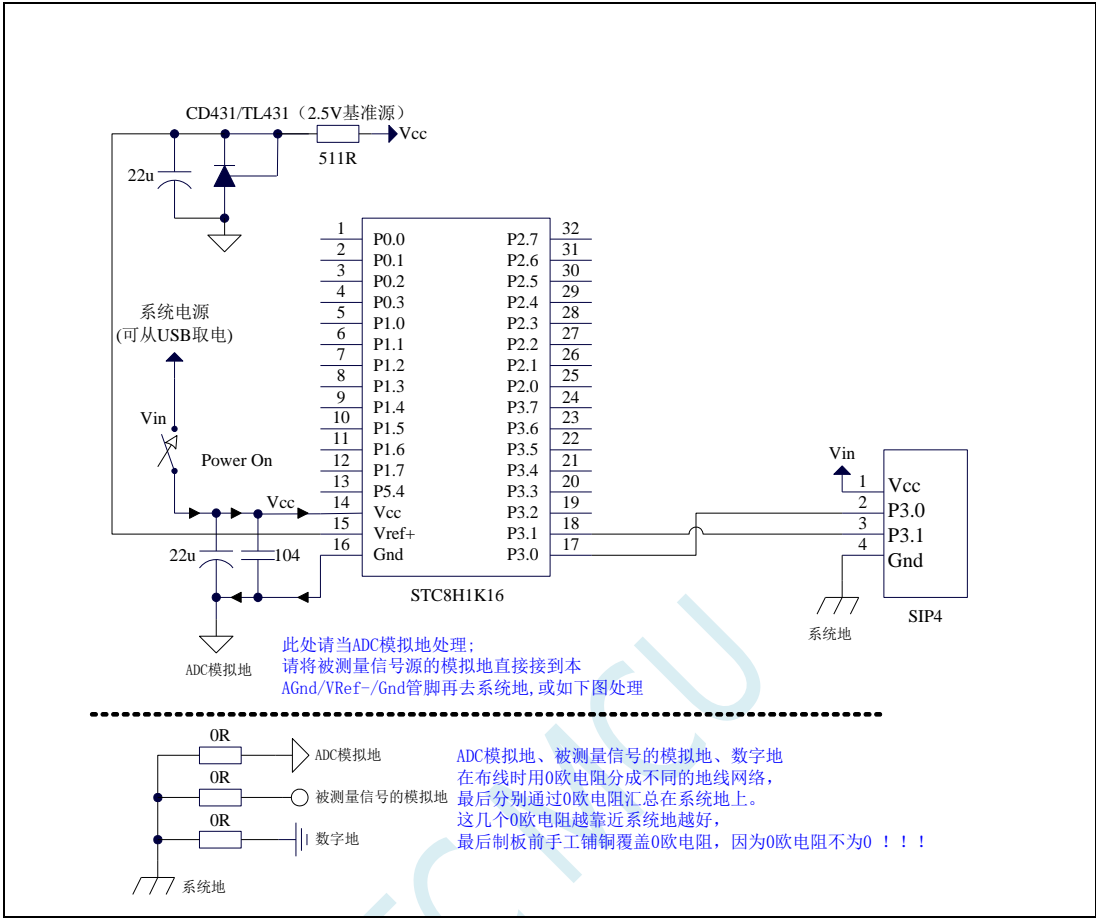 CD431/TL431（2.5V基准源）
Vcc
511R
22u
系统电源
(可从USB取电)
Vin
Power On
Vcc
22u
104
ADC模拟地
1 P0.0 P2.7 32
2 P0.1 P2.6 31
3 P0.2 P2.5 30
4 P0.3 P2.4 29
5 P1.0 P2.3 28
6 P1.1 P2.2 27
7 P1.2 P2.1 26
8 P1.3 P2.0 25
9 P1.4 P3.7 24
10 P1.5 P3.6 23
11 P1.6 P3.5 22
12 P1.7 P3.4 21
13 P5.4 P3.3 20
14 Vcc P3.2 19
15 Vref+ P3.1 18
16 Gnd P3.0 17
STC8H1K16
Vin
1 Vcc
2 P3.0
3 P3.1
4 Gnd
SIP4
系统地
此处请当ADC模拟地处理;
请将被测量信号源的模拟地直接接到本
AGnd/VRef-/Gnd管脚再去系统地,或如下图处理
0R
ADC模拟地
0R
被测量信号的模拟地
0R
数字地
系统地
ADC模拟地、被测量信号的模拟地、数字地
在布线时用0欧电阻分成不同的地线网络，
最后分别通过0欧电阻汇总在系统地上。
这几个0欧电阻越靠近系统地越好，
最后制板前手工铺铜覆盖0欧电阻，因为0欧电阻不为0 ！！！
MCU